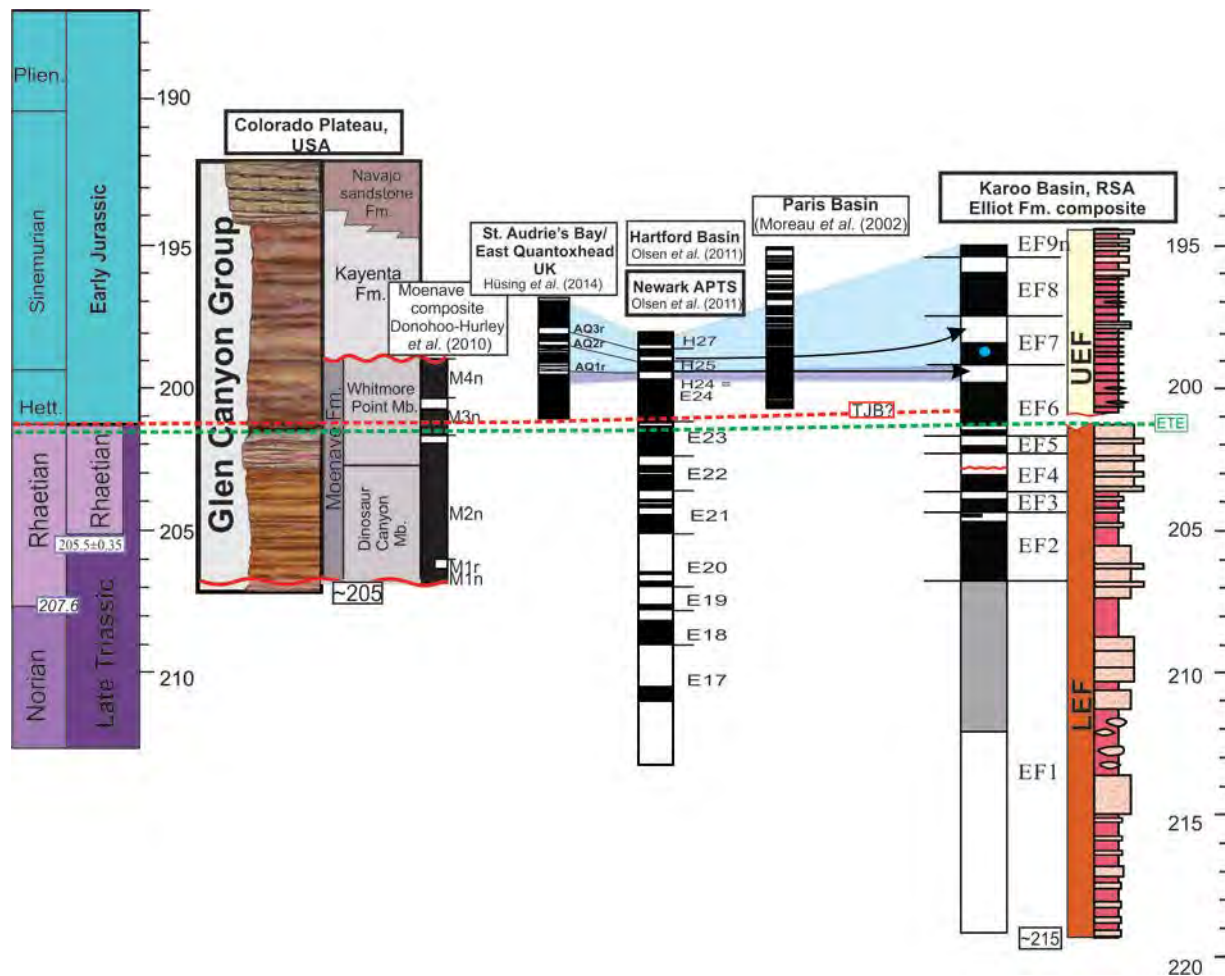 Plien.
Sinemurian
Hett.
Early Jurassic
Rhaetian
Rhaetian
205.5±0.35
207.6
Norian
Late Triassic
190
195
200
205
210
Colorado Plateau,
USA
Glen Canyon Group
Navajo
sandstone
Fm.
Kayenta
Fm.
Moenave Fm.
Whitmore
Point Mb.
Dinosaur
Canyon
Mb.
~205
Moenave
composite
Donohoo-Hurley
et al. (2010)
M4n
M3n
M2n
M1r
M1n
St. Audrie's Bay/
East Quantoxhead
UK
Hüsing et al. (2014)
AQ3r
AQ2r
AQ1r
Hartford Basin
Olsen et al. (2011)
Newark APTS
Olsen et al. (2011)
H27
H25
H24 =
E24
E23
E22
E21
E20
E19
E18
E17
Paris Basin
(Moreau et al. (2002)
TJB?
Karoo Basin, RSA
Elliot Fm. composite
EF9n
EF8
EF7
EF6
EF5
EF4
EF3
EF2
EF1
~215
UEF
LEF
ETE
195
200
205
210
215
220